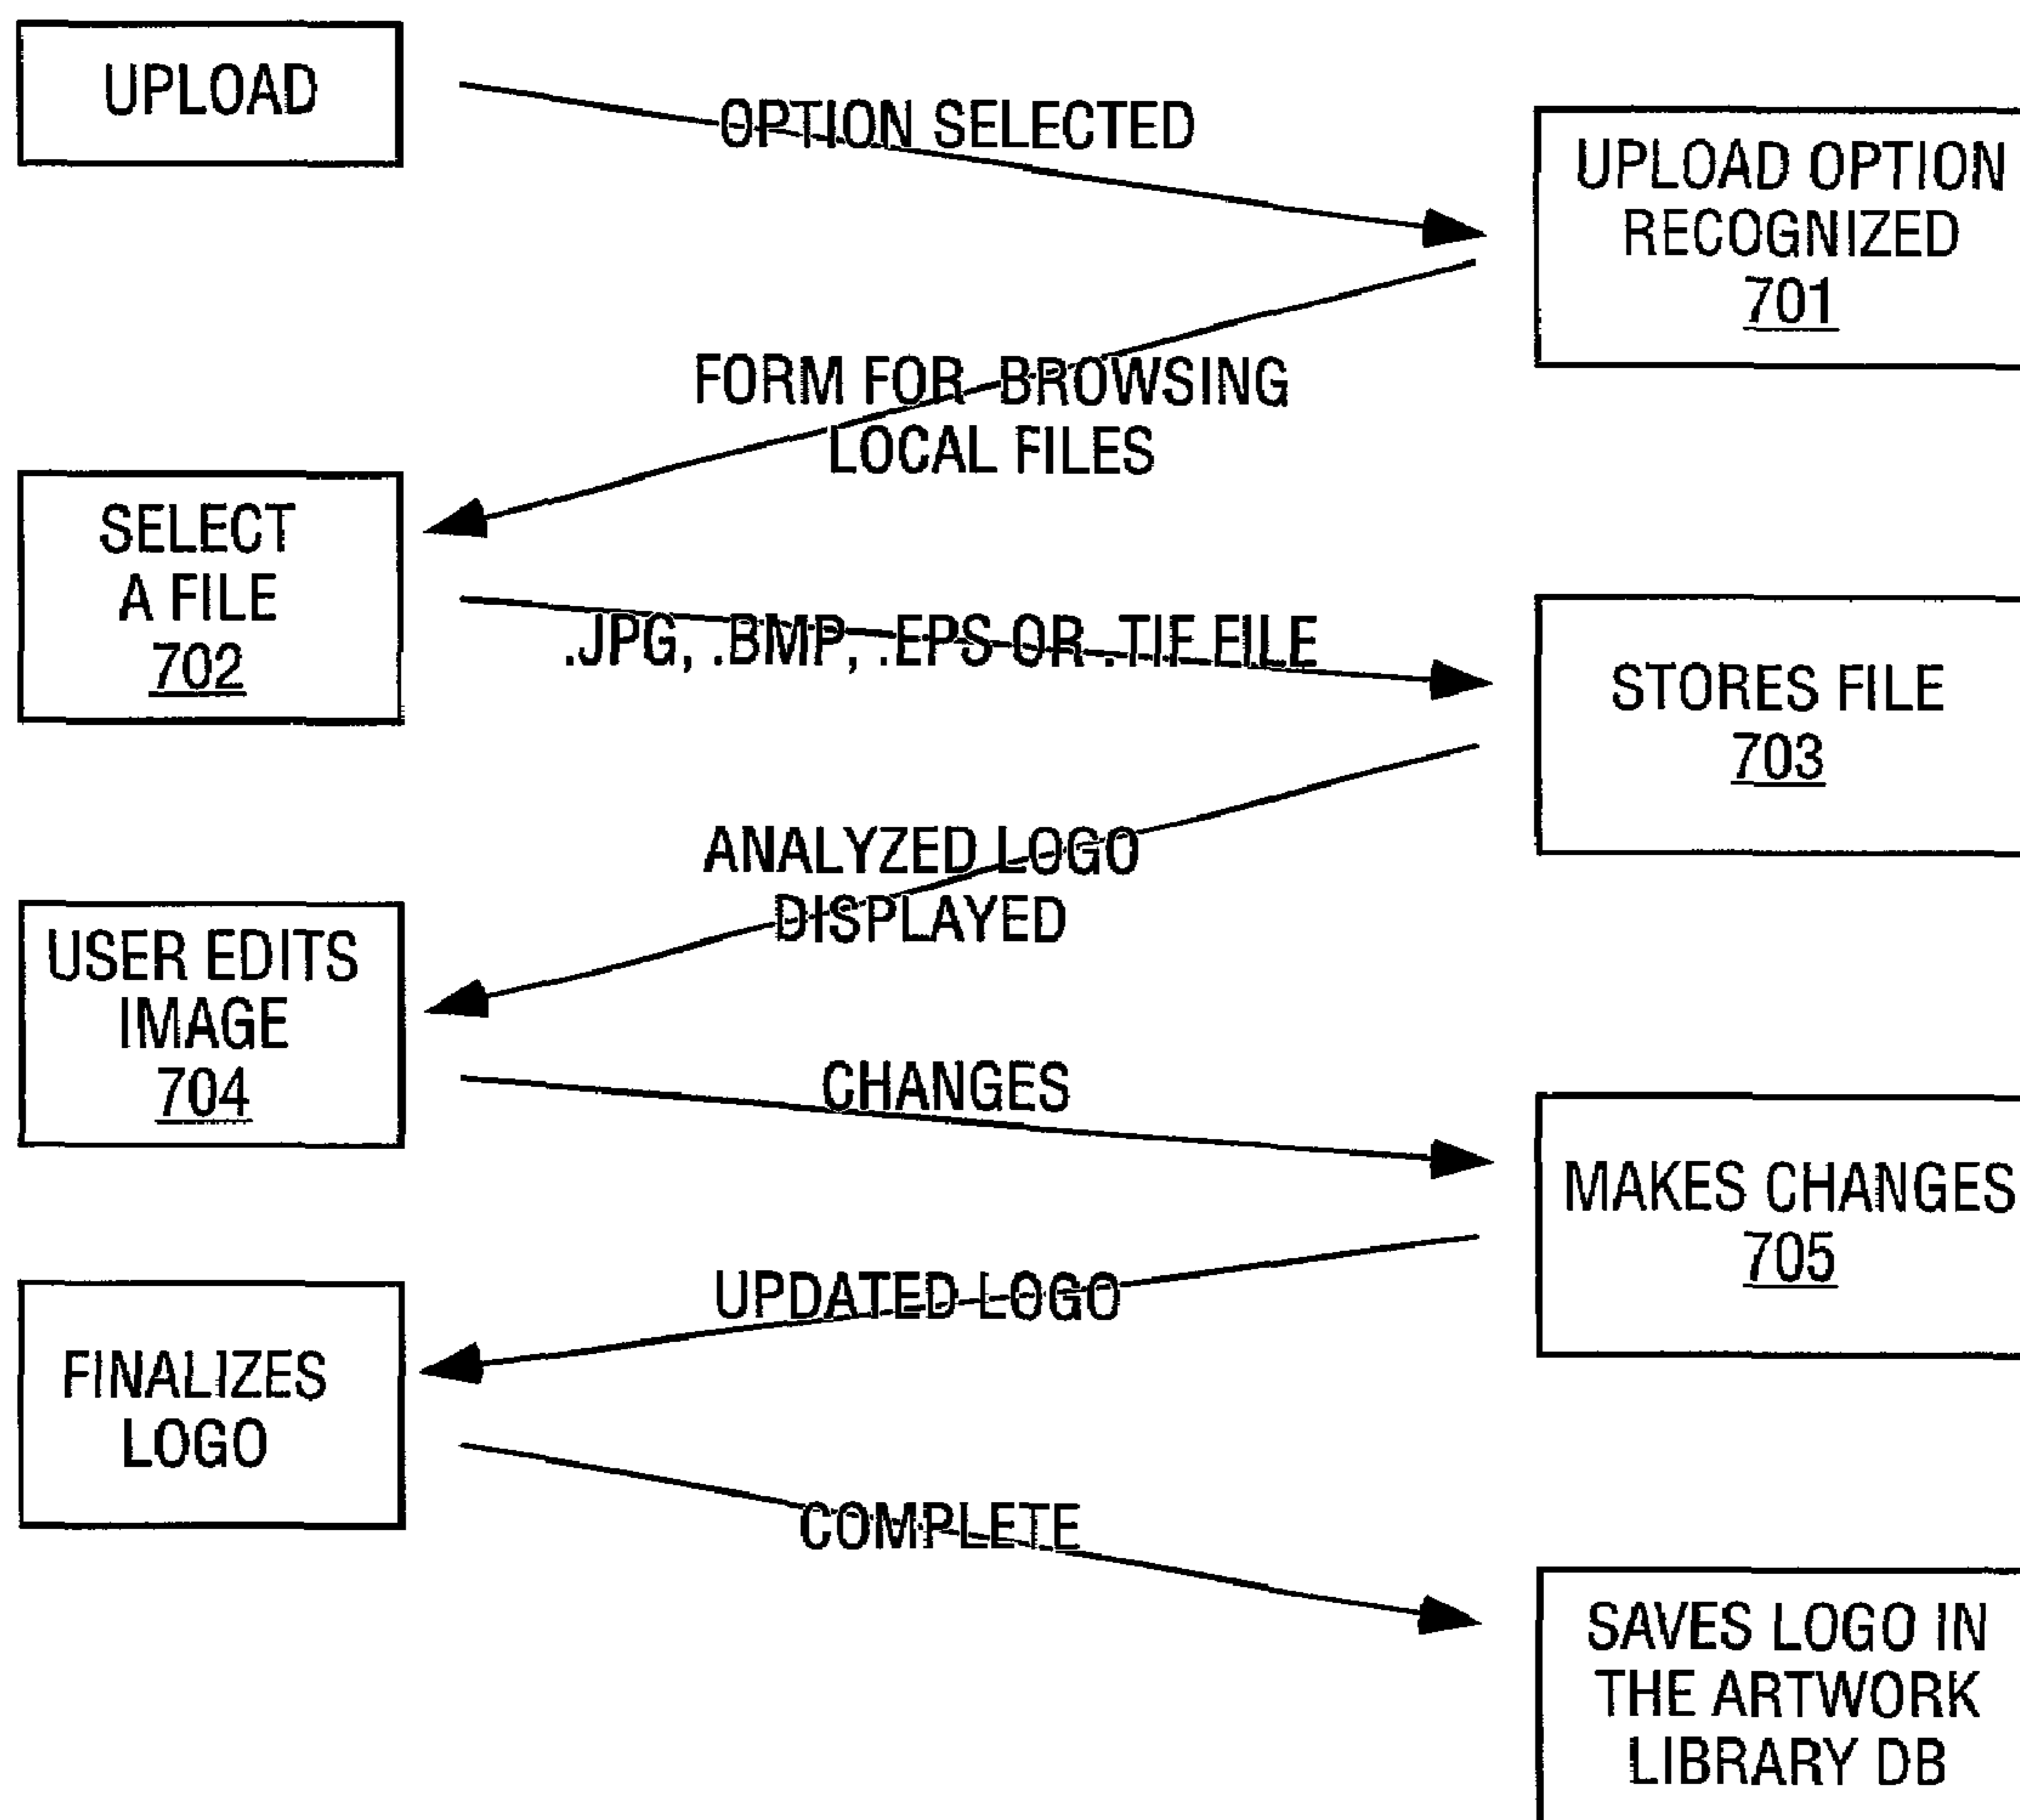 UPLOAD
OPTION SELECTED
UPLOAD OPTION
RECOGNIZED
701
FORM FOR BROWSING
LOCAL FILES
SELECT
A FILE
702
.JPG, .BMP, .EPS OR .TIF FILE
STORES FILE
703
ANALYZED LOGO
DISPLAYED
USER EDITS
IMAGE
704
CHANGES
MAKES CHANGES
705
UPDATED LOGO
FINALIZES
LOGO
COMPLETE
SAVES LOGO IN
THE ARTWORK
LIBRARY DB